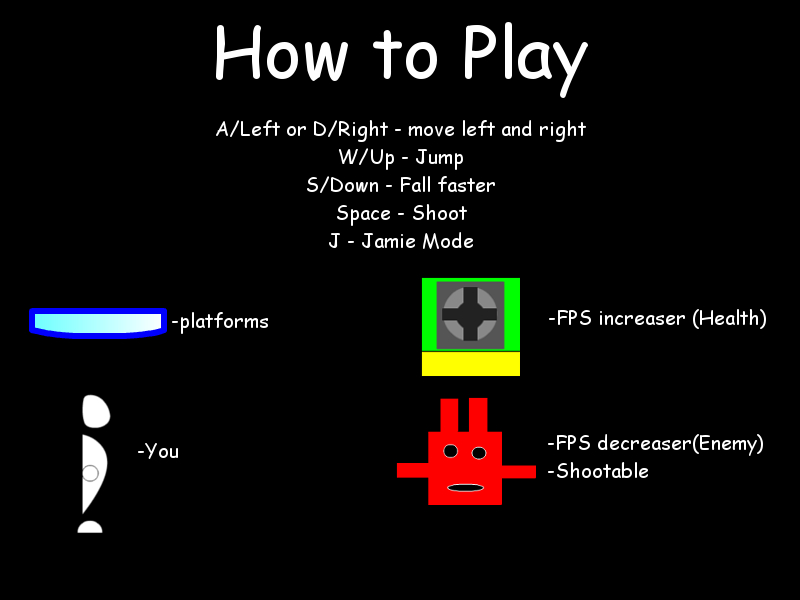 How to Play
A/Left or D/Right - move left and right
W/Up - Jump
S/Down - Fall faster
Space - Shoot
J - Jamie Mode
-platforms
-FPS increaser (Health)
-You
-FPS decreaser(Enemy)
-Shootable